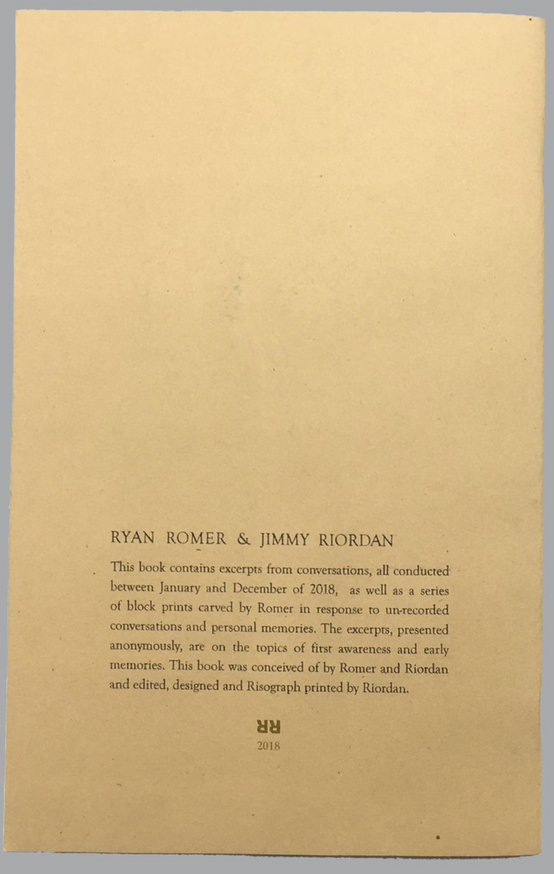 RYAN ROMER & JIMMY RIORDAN
This book contains excerpts from conversations, all conducted
between January and December of 2018, as well as a series
of block prints carved by Romer in response to un-recorded
conversations and personal memories. The excerpts, presented
anonymously, are on the topics of first awareness and early
memories. This book was conceived of by Romer and Riordan
and edited, designed and Risograph printed by Riordan.
RR
2018